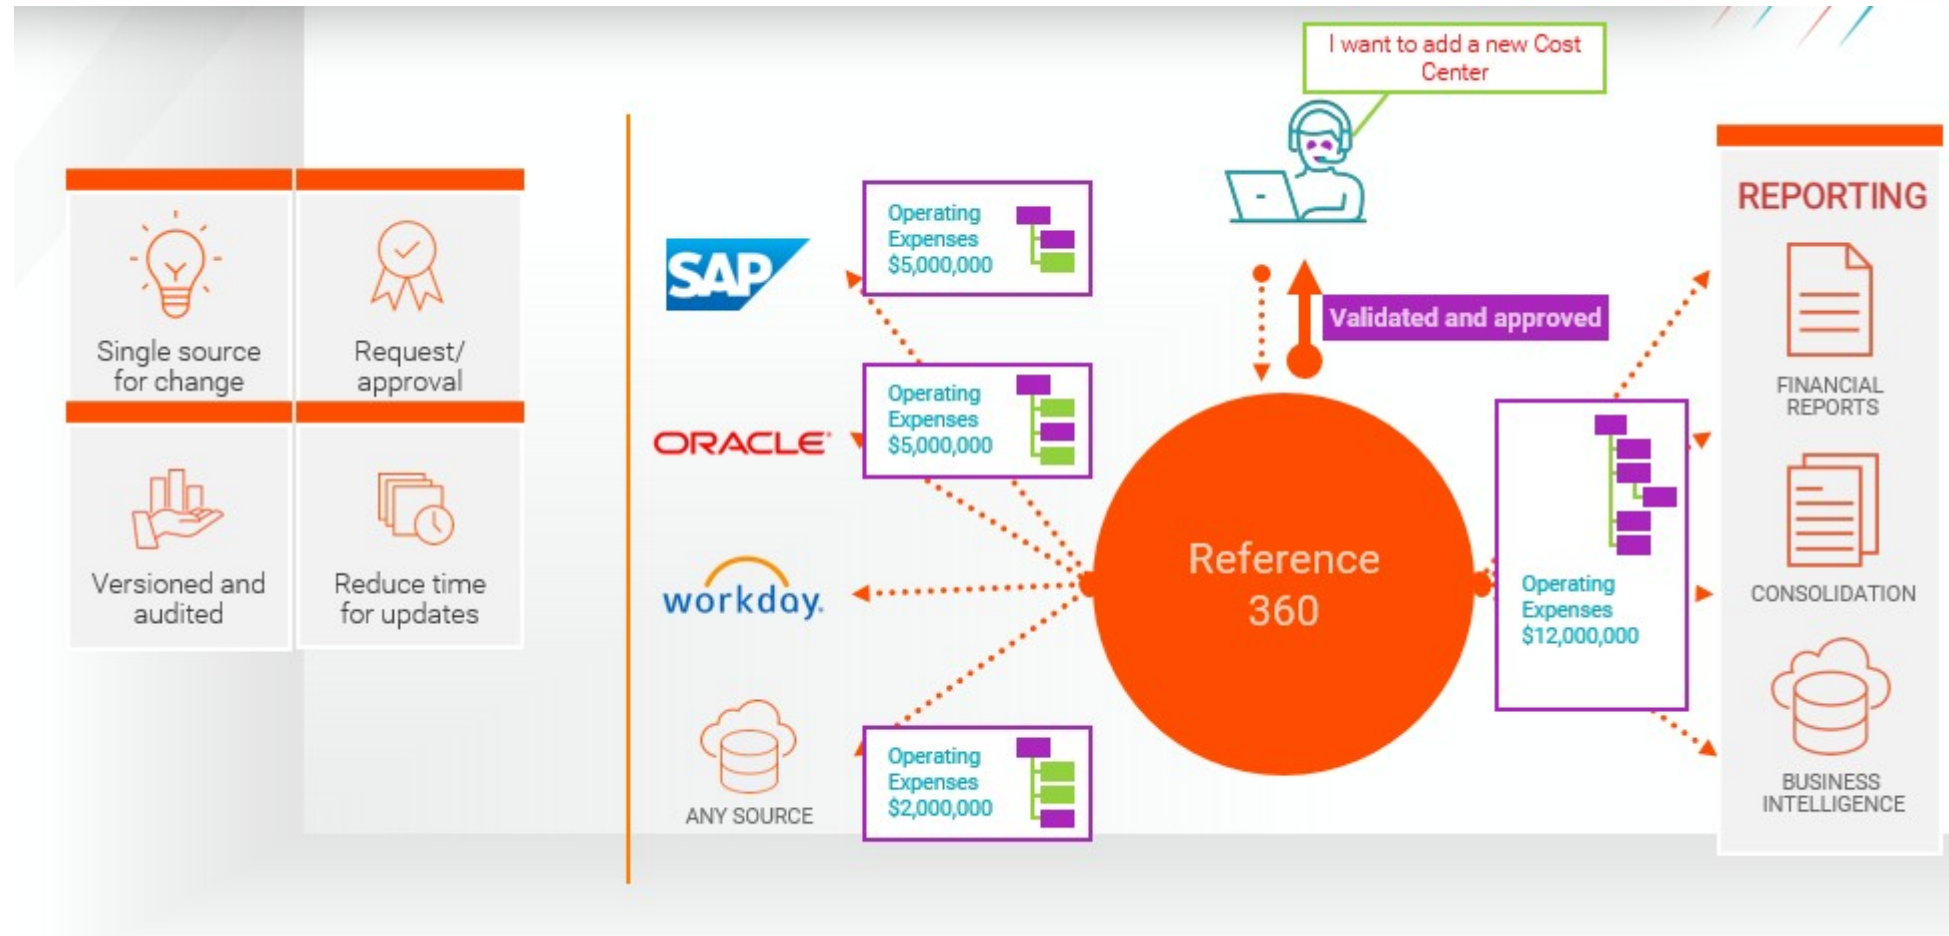 I want to add a new Cost
Center
Single source
for change
Request/
approval
Versioned and
audited
Reduce time
for updates
SAP
ORACLE
workday.
ANY SOURCE
Operating
Expenses
$5,000,000
Operating
Expenses
$5,000,000
Operating
Expenses
$2,000,000
Validated and approved
Reference
360
Operating
Expenses
$12,000,000
REPORTING
FINANCIAL
REPORTS
CONSOLIDATION
BUSINESS
INTELLIGENCE